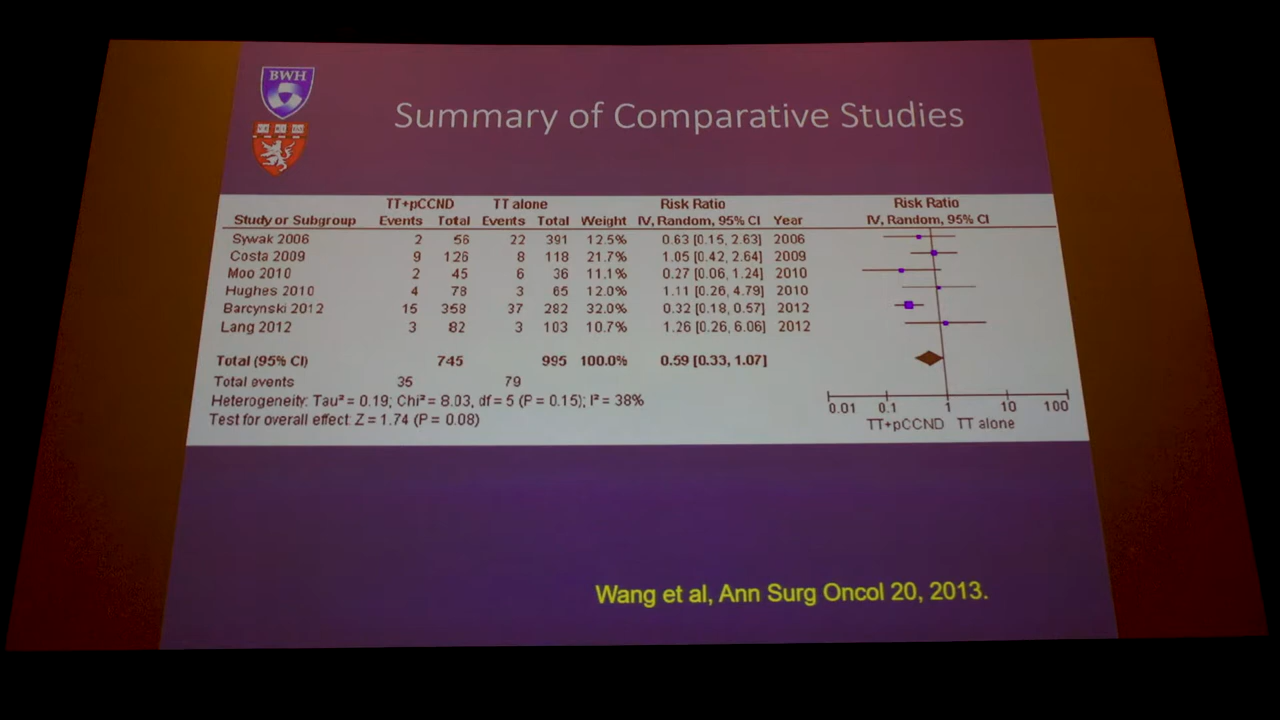 BWH
Summary of Comparative Studies
TT+pCCND TT alone Risk Ratio Risk Ratio
Study or Subgroup Events Total Events Total Weight IV, Random, 95% CI Year IV, Random, 95% CI
Sywak 2006 2 56 22 391 12.5% 0.63 [0.15, 2.63] 2006
Costa 2009 9 126 8 118 21.7% 1.05 [0.42, 2.64] 2009
Moo 2010 2 45 6 36 11.1% 0.27 [0.06, 1.24] 2010
Hughes 2010 4 78 3 65 12.0% 1.11 [0.26, 4.79] 2010
Barcynski 2012 15 358 37 282 32.0% 0.32 [0.18, 0.57] 2012
Lang 2012 3 82 3 103 10.7% 1.26 [0.26, 6.06] 2012
Total (95% CI) 745 995 100.0% 0.59 [0.33, 1.07]
Total events 35 79
Heterogeneity: Tau² = 0.19; Chi² = 8.03, df = 5 (P = 0.15); I² = 38%
Test for overall effect: Z = 1.74 (P = 0.08)
0.01 0.1 1 10 100
TT+pCCND TT alone
Wang et al, Ann Surg Oncol 20, 2013.